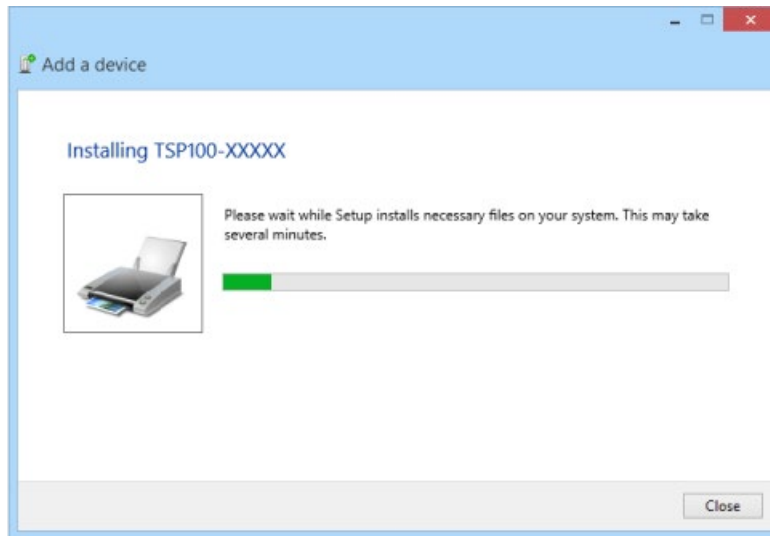 Add a device
Installing TSP100-XXXXX
Please wait while Setup installs necessary files on your system. This may take
several minutes.
Close